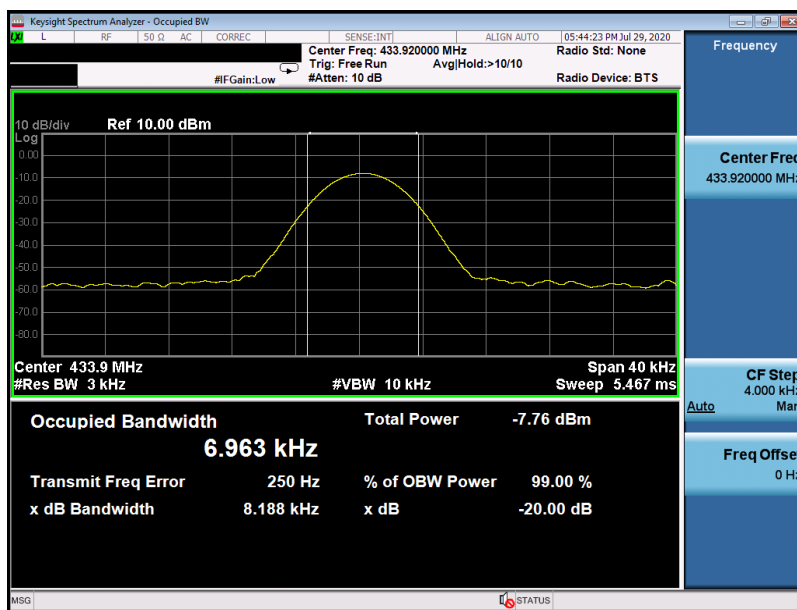 Keysight Spectrum Analyzer - Occupied BW
LXI L RF 50 Ω AC CORREC SENSE:INT ALIGN AUTO 05:44:23 PM Jul 29, 2020
Center Freq: 433.920000 MHz Radio Std: None
Trig: Free Run Avg|Hold:>10/10
#IFGain:Low #Atten: 10 dB Radio Device: BTS
Frequency
10 dB/div Ref 10.00 dBm
Log
0.00
-10.0
-20.0
-30.0
-40.0
-50.0
-60.0
-70.0
-80.0
Center 433.9 MHz Span 40 kHz
#Res BW 3 kHz #VBW 10 kHz Sweep 5.467 ms
Center Freq
433.920000 MHz
CF Step
4.000 kHz
Auto Man
Freq Offset
0 Hz
Occupied Bandwidth Total Power -7.76 dBm
6.963 kHz
Transmit Freq Error 250 Hz % of OBW Power 99.00 %
x dB Bandwidth 8.188 kHz x dB -20.00 dB
MSG STATUS